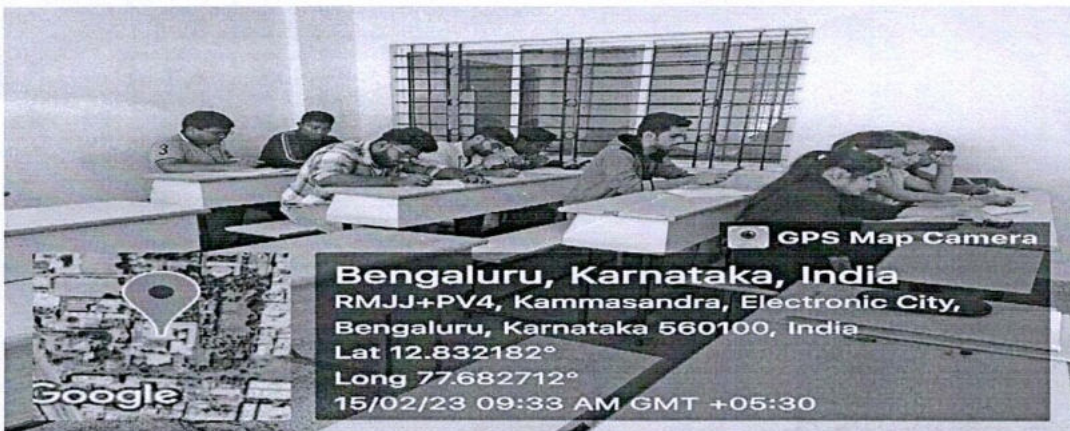 3
GPS Map Camera
Bengaluru, Karnataka, India
RMJJ+PV4, Kammasandra, Electronic City,
Bengaluru, Karnataka 560100, India
Lat 12.832182°
Long 77.682712°
15/02/23 09:33 AM GMT +05:30
Google